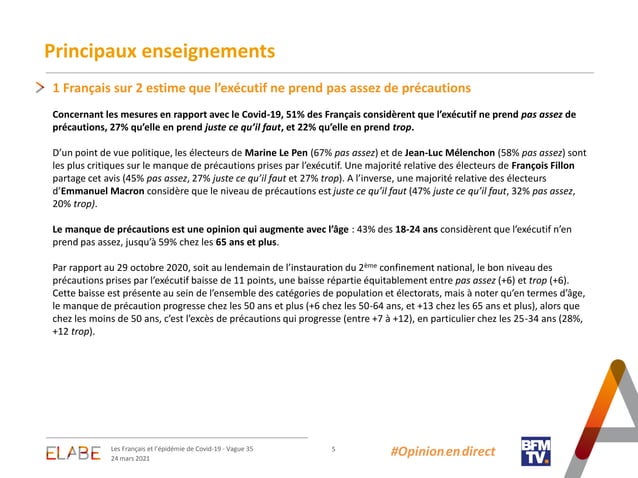 Principaux enseignements
1 Français sur 2 estime que l'exécutif ne prend pas assez de précautions
Concernant les mesures en rapport avec le Covid-19, 51% des Français considèrent que l'exécutif ne prend pas assez de
précautions, 27% qu'elle en prend juste ce qu'il faut, et 22% qu'elle en prend trop.
D'un point de vue politique, les électeurs de Marine Le Pen (67% pas assez) et de Jean-Luc Mélenchon (58% pas assez) sont
les plus critiques sur le manque de précautions prises par l'exécutif. Une majorité relative des électeurs de François Fillon
partage cet avis (45% pas assez, 27% juste ce qu'il faut et 27% trop). A l'inverse, une majorité relative des électeurs
d'Emmanuel Macron considère que le niveau de précautions est juste ce qu'il faut (47% juste ce qu'il faut, 32% pas assez,
20% trop).
Le manque de précautions est une opinion qui augmente avec l'âge : 43% des 18-24 ans considèrent que l'exécutif n'en
prend pas assez, jusqu'à 59% chez les 65 ans et plus.
Par rapport au 29 octobre 2020, soit au lendemain de l'instauration du 2ème confinement national, le bon niveau des
précautions prises par l'exécutif baisse de 11 points, une baisse répartie équitablement entre pas assez (+6) et trop (+6).
Cette baisse est présente au sein de l'ensemble des catégories de population et électorats, mais à noter qu'en termes d'âge,
le manque de précaution progresse chez les 50 ans et plus (+6 chez les 50-64 ans, et +13 chez les 65 ans et plus), alors que
chez les moins de 50 ans, c'est l'excès de précautions qui progresse (entre +7 à +12), en particulier chez les 25-34 ans (28%,
+12 trop).
ELABE
Les Français et l'épidémie de Covid-19 - Vague 35
24 mars 2021
5
#Opinionendirect
BFM
TV.